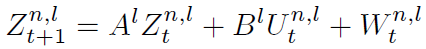 Z_{t+1}^{n,l} = A^l Z_t^{n,l} + B^l U_t^{n,l} + W_t^{n,l}